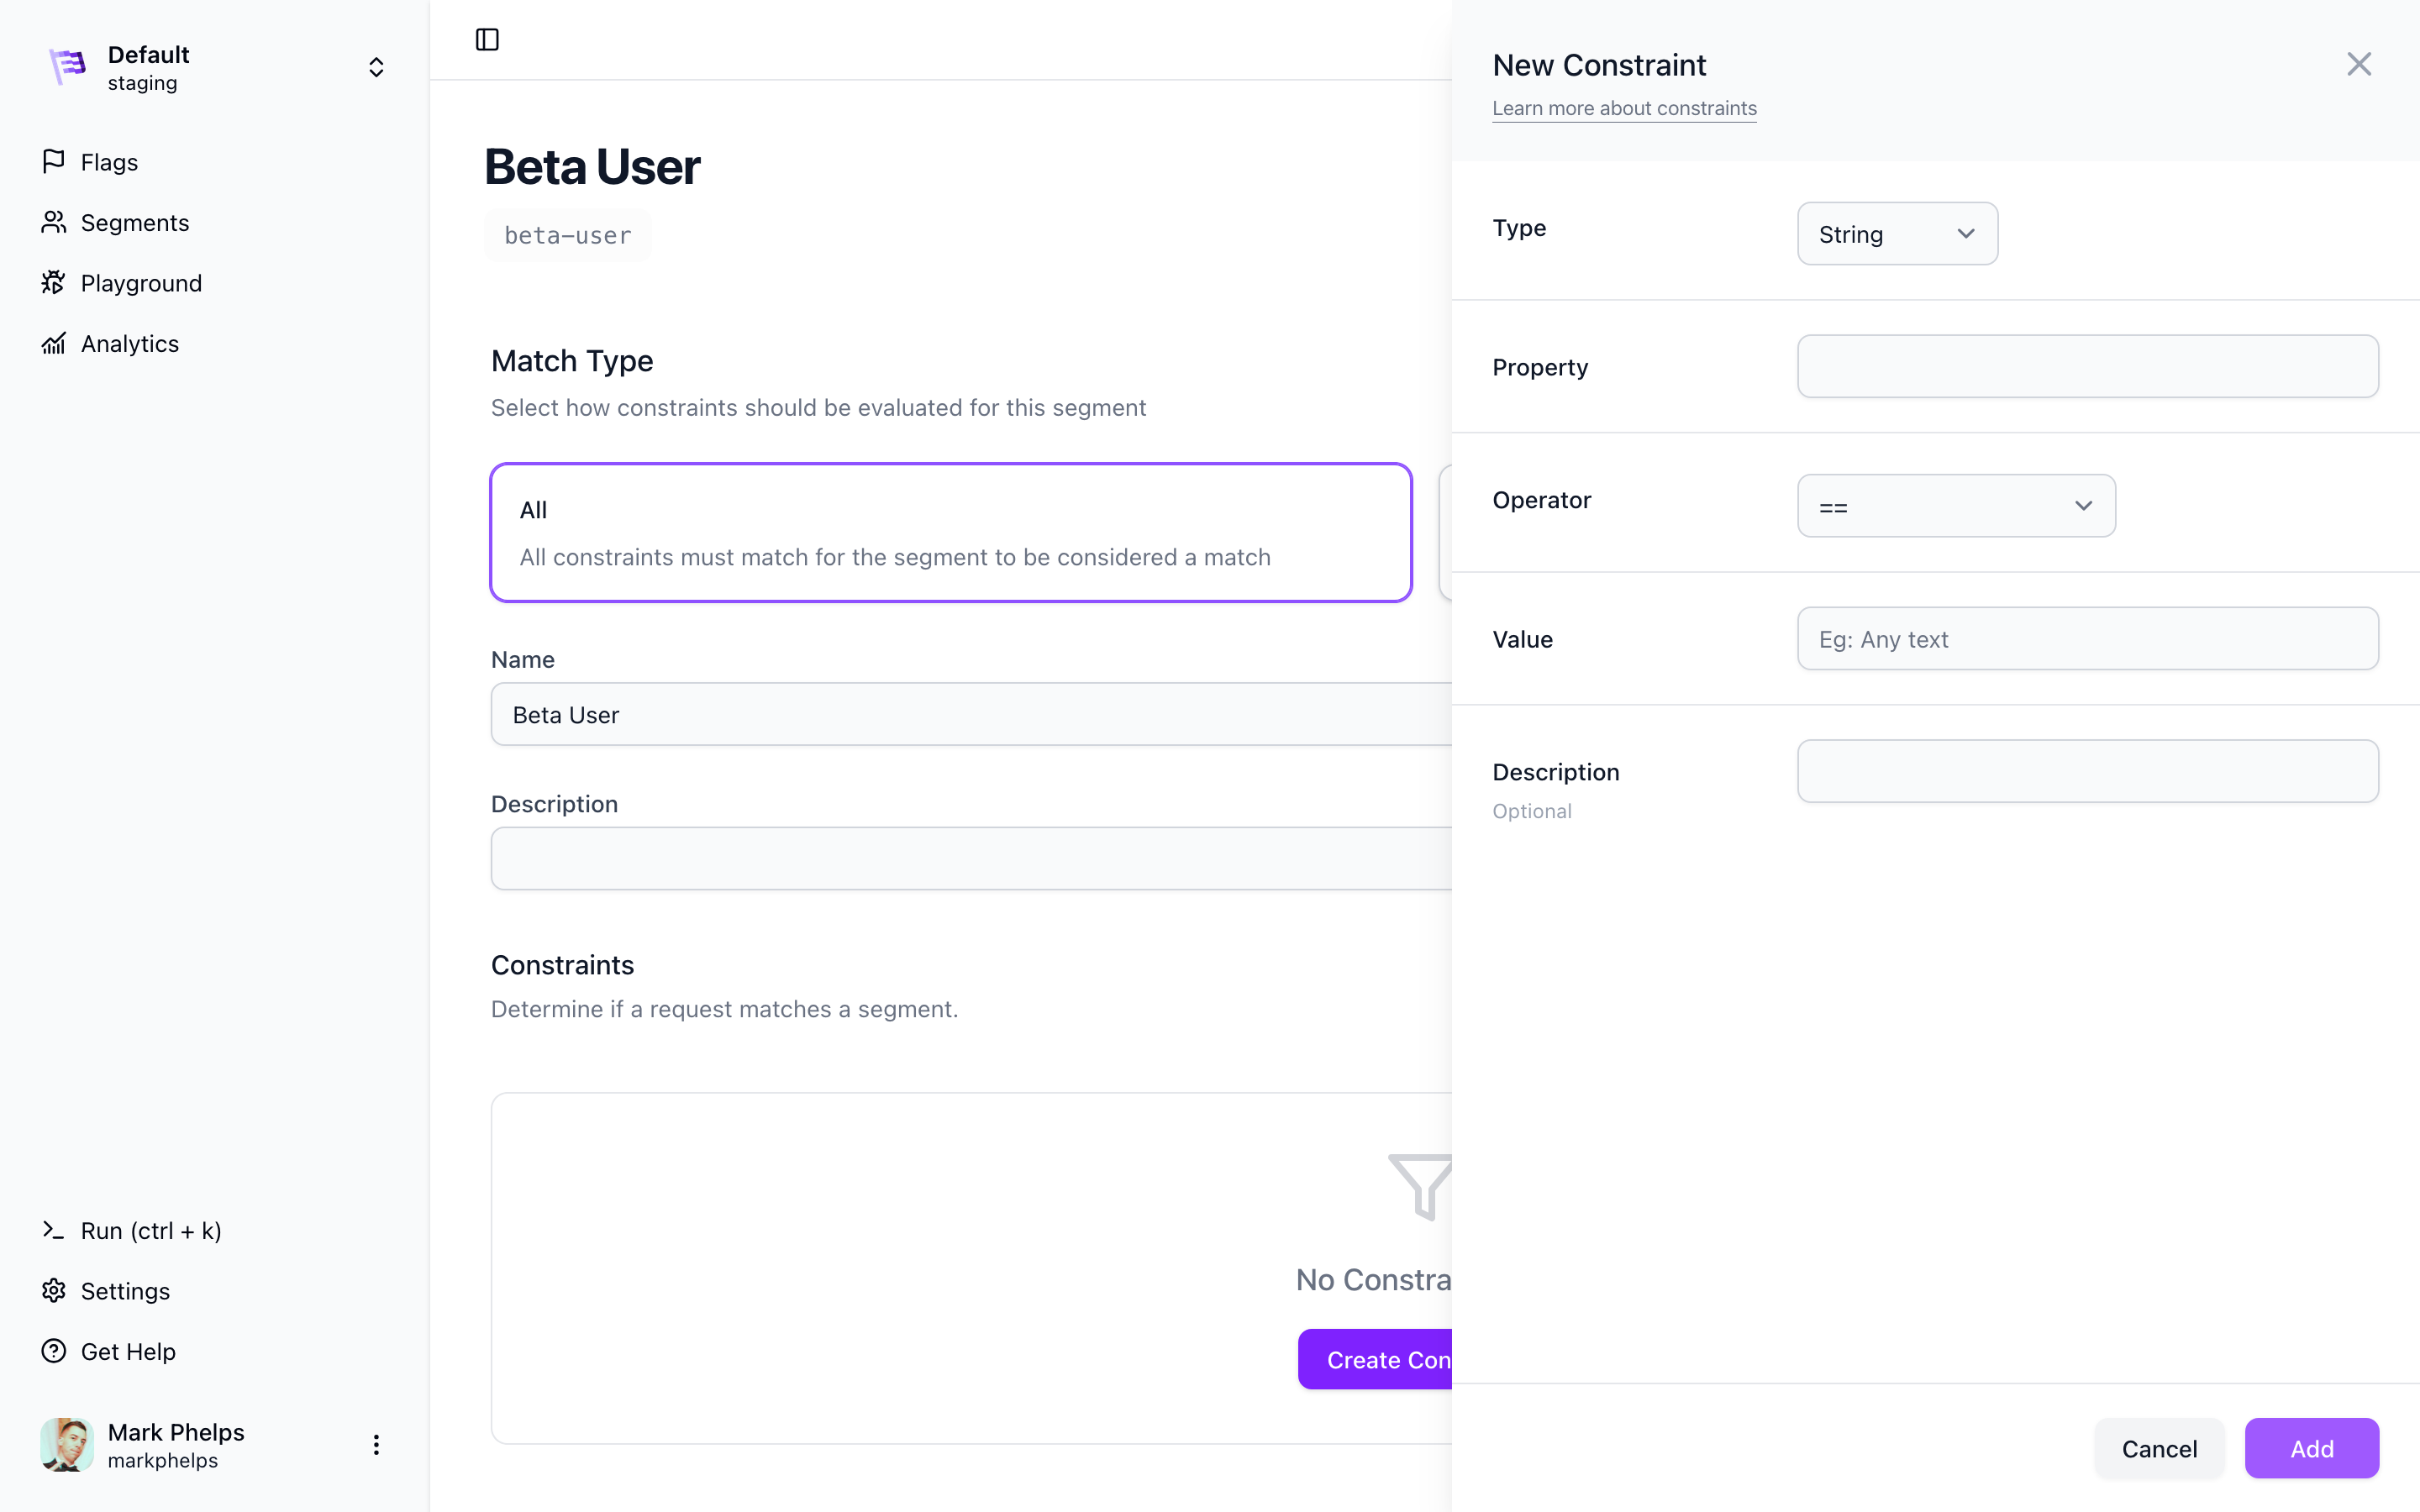 Default
staging
Flags
Segments
Playground
Analytics
Run (ctrl + k)
Settings
Get Help
Mark Phelps
markphelps
Beta User
beta-user
Match Type
Select how constraints should be evaluated for this segment
All
All constraints must match for the segment to be considered a match
Name
Beta User
Description
Constraints
Determine if a request matches a segment.
No Constra
Create Con
New Constraint
Learn more about constraints
Type
String
Property
Operator
==
Value
Eg: Any text
Description
Optional
Cancel
Add